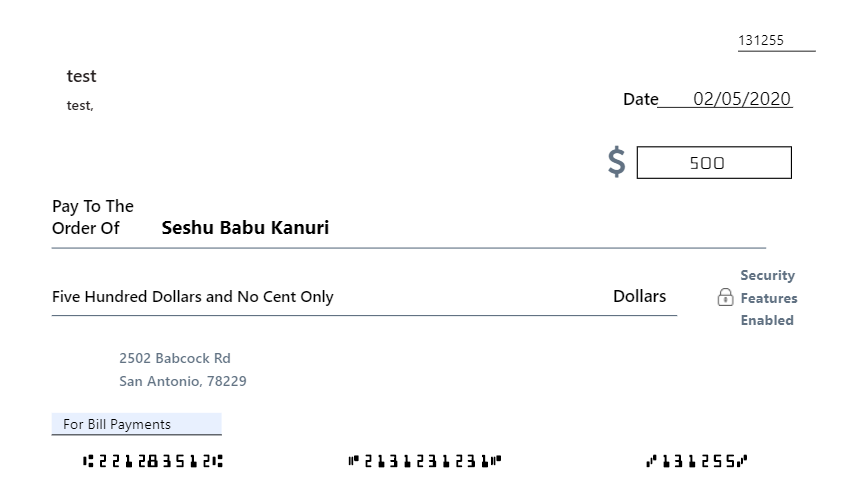 131255
test
test,
Date 02/05/2020
$ 500
Pay To The
Order Of Seshu Babu Kanuri
Five Hundred Dollars and No Cent Only Dollars
Security
Features
Enabled
2502 Babcock Rd
San Antonio, 78229
For Bill Payments
⑆221283512⑆ ⑈2131231231⑈ ⑇131255⑇